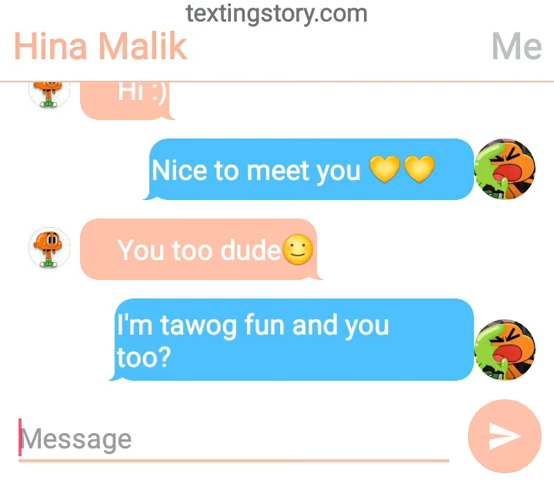 textingstory.com
Hina Malik
Me
Hi :)
Nice to meet you 💛💛
You too dude🙂
I'm tawog fun and you
too?
Message